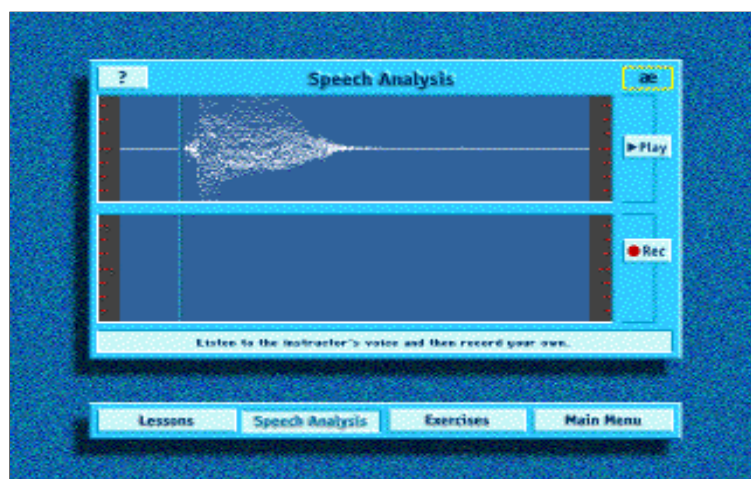 ? Speech Analysis æ
►Play
Rec
Listen to the instructor's voice and then record your own.
Lessons Speech Analysis Exercises Main Menu